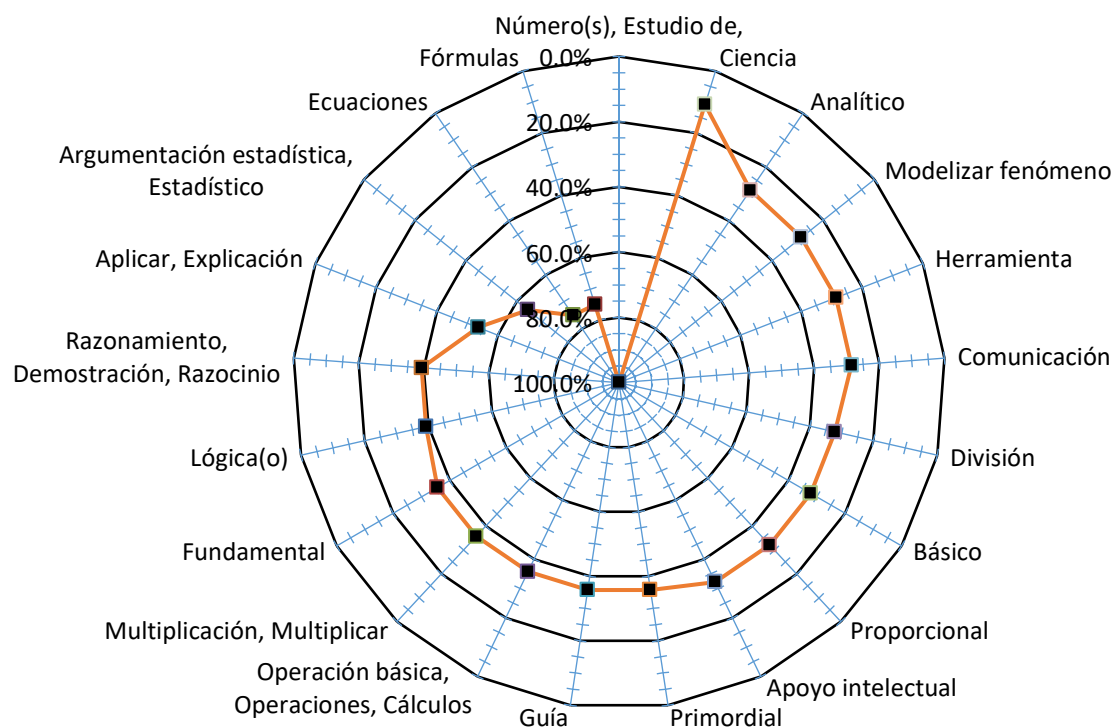 Número(s), Estudio de,
Ciencia
Analítico
Modelizar fenómeno
Herramienta
Comunicación
División
Básico
Proporcional
Apoyo intelectual
Primordial
Guía
Operación básica,
Operaciones, Cálculos
Multiplicación, Multiplicar
Fundamental
Lógica(o)
Razonamiento,
Demostración, Razocinio
Aplicar, Explicación
Argumentación estadística,
Estadístico
Ecuaciones
Fórmulas
0.0%
20.0%
40.0%
60.0%
80.0%
100.0%